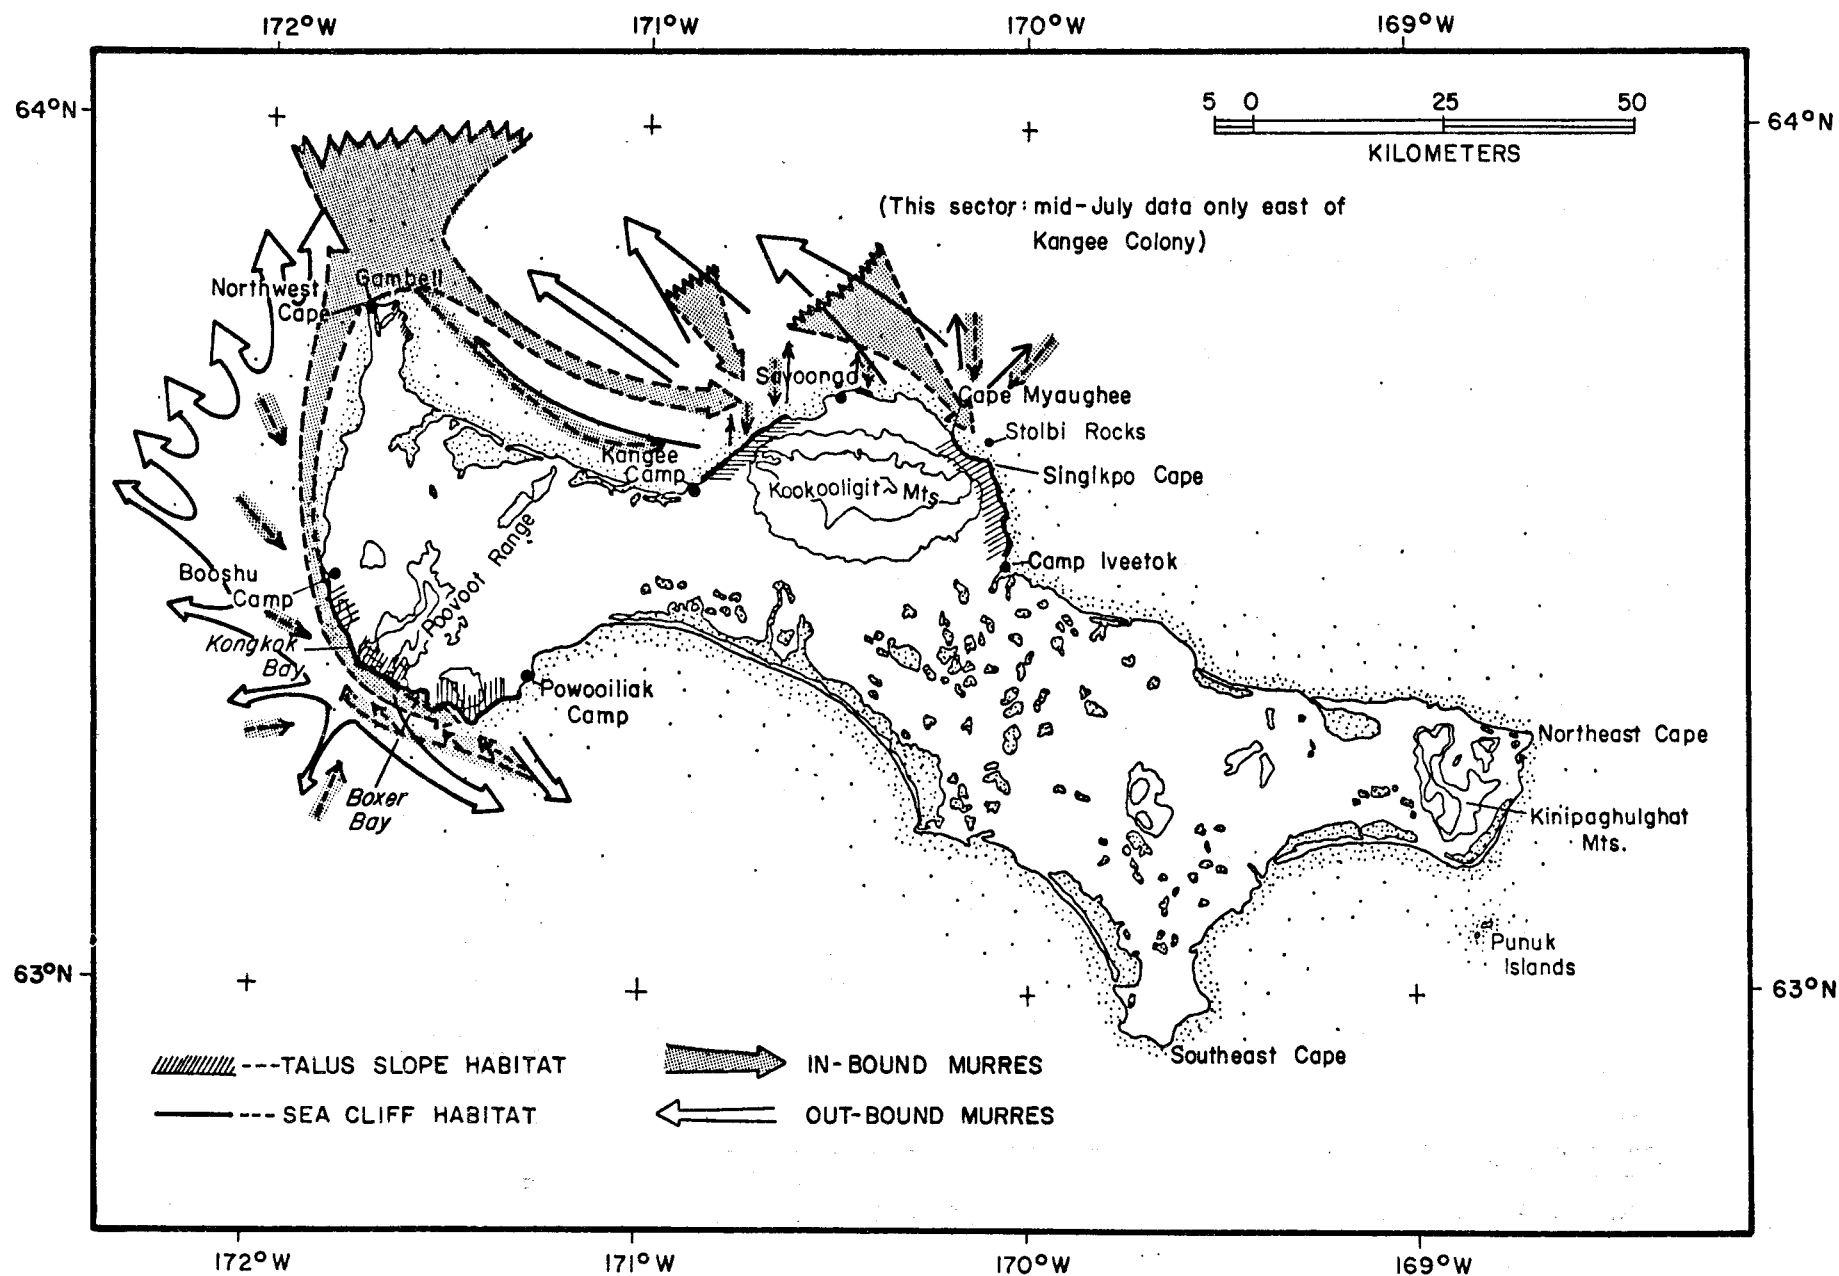 172°W 171°W 170°W 169°W
64°N
64°N
5 0 25 50
KILOMETERS
(This sector: mid-July data only east of
Kangee Colony)
Northwest
Cape
Gambell
Savoonga
Cape Myaughee
Stolbi Rocks
Singikpo Cape
Kangee
Camp
Kookooligit Mts
Poovoot Range
Camp Iveetok
Booshu
Camp
Kongkok
Bay
Powooiliak
Camp
Boxer
Bay
Northeast Cape
Kinipaghulghat
Mts.
Punuk
Islands
63°N
63°N
Southeast Cape
---TALUS SLOPE HABITAT
IN-BOUND MURRES
---SEA CLIFF HABITAT
OUT-BOUND MURRES
172°W 171°W 170°W 169°W